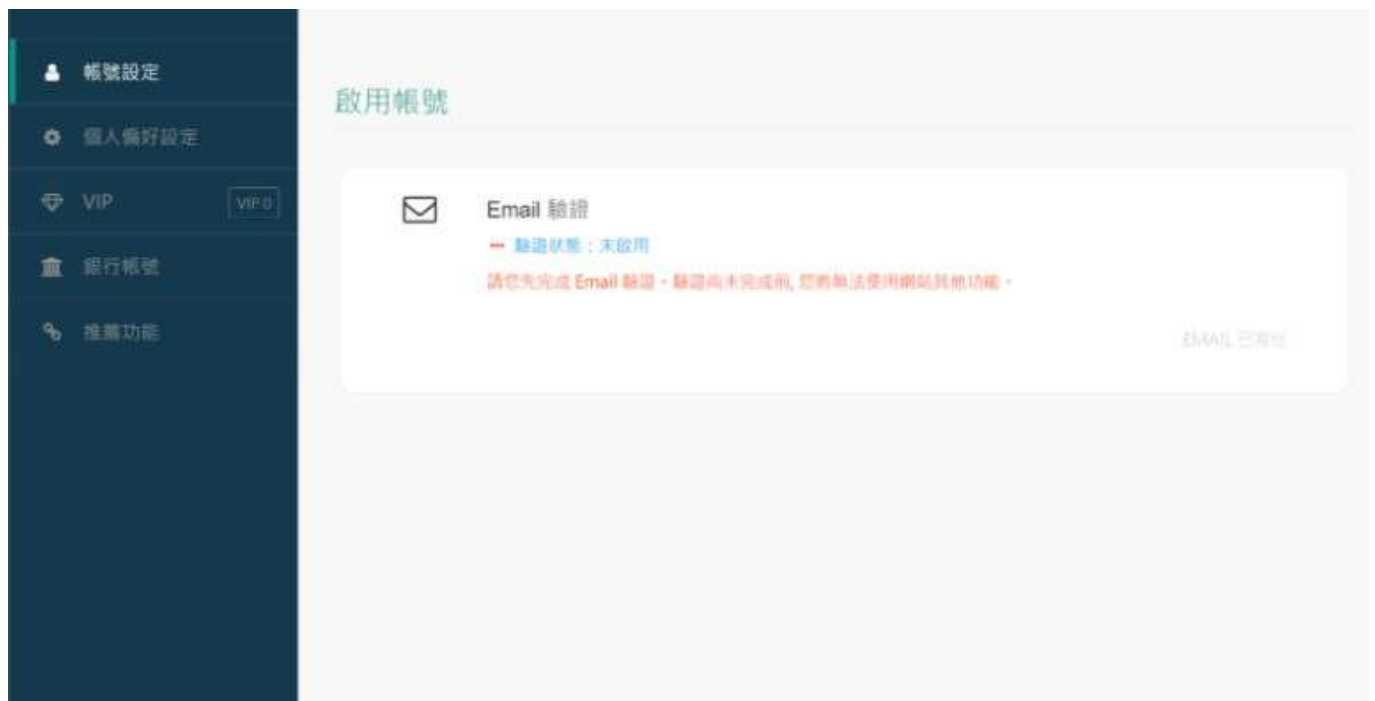 帳號設定
個人偏好設定
VIP
VIP 0
銀行帳號
推薦功能
啟用帳號
Email 驗證
驗證狀態：未啟用
請您先完成 Email 驗證。驗證尚未完成前, 您將無法使用網站其他功能。
EMAIL 已寄出